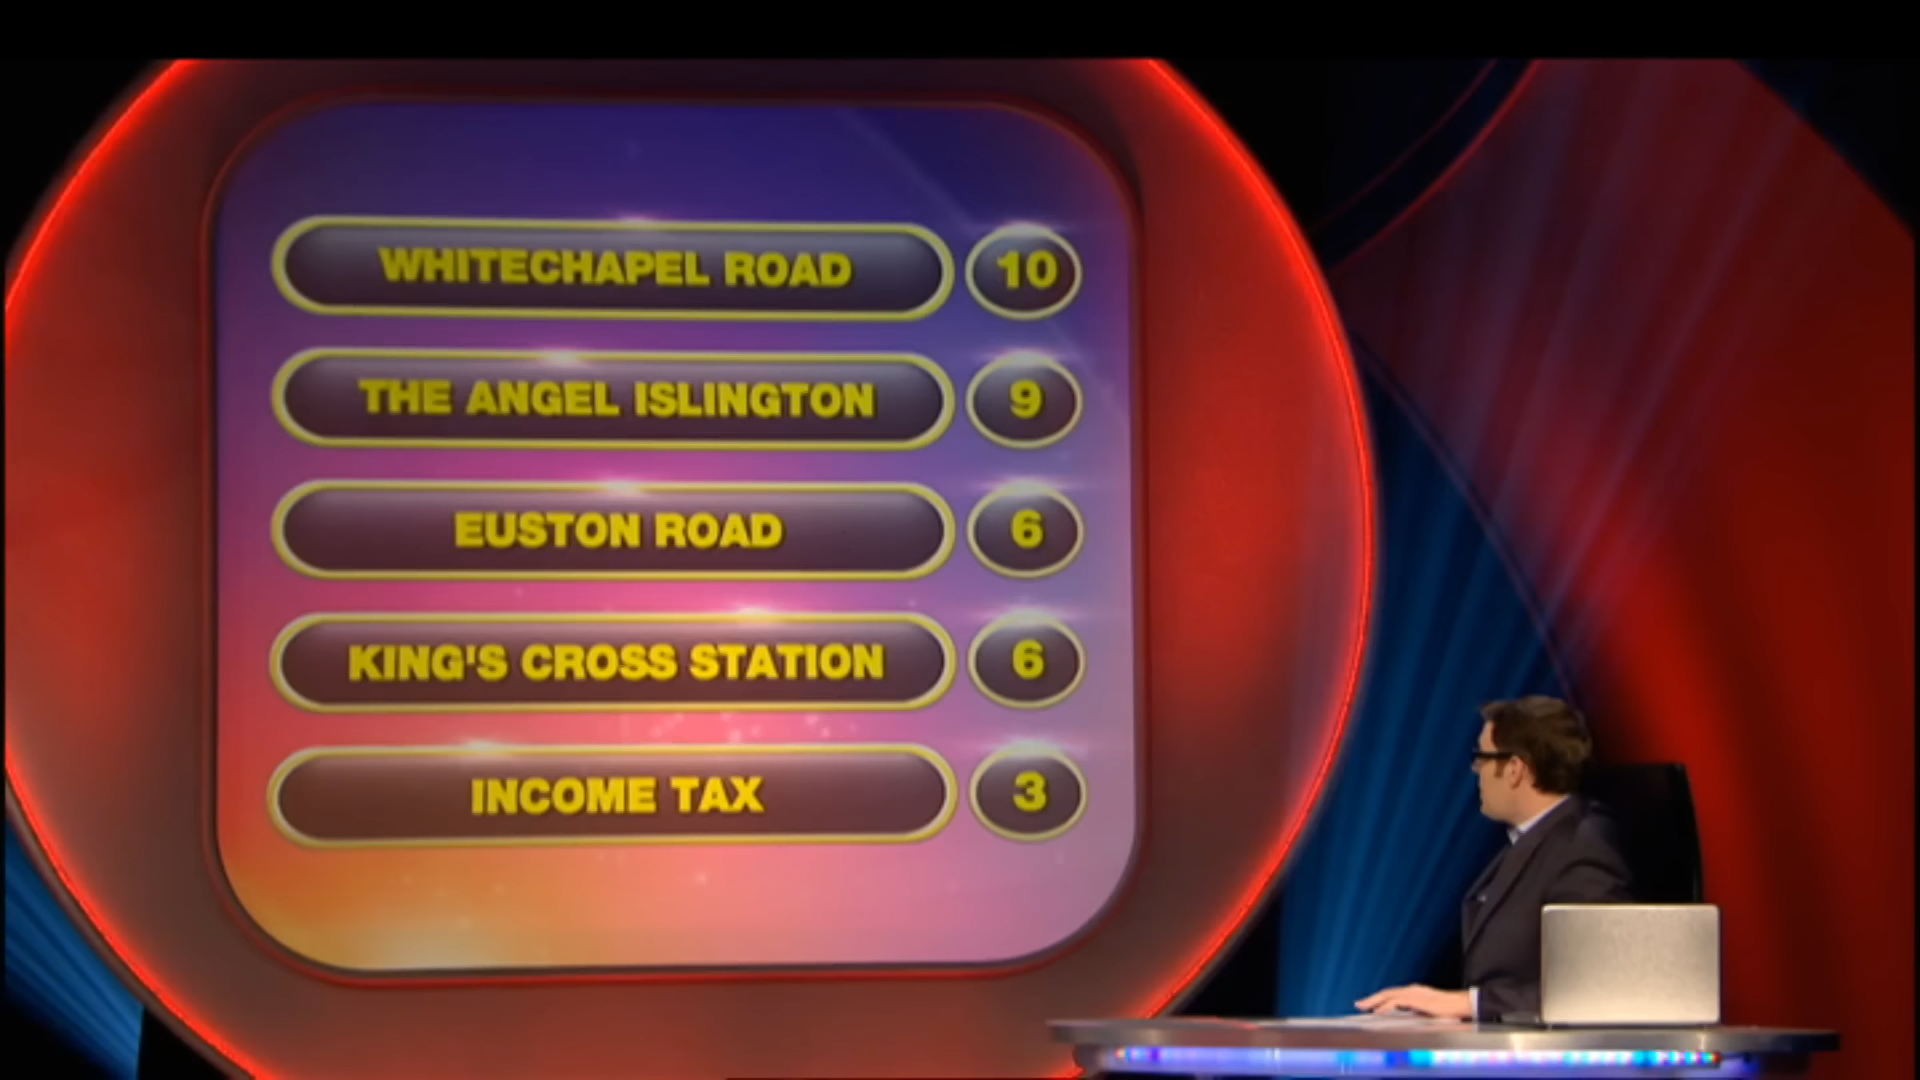 WHITECHAPEL ROAD 10
THE ANGEL ISLINGTON 9
EUSTON ROAD 6
KING'S CROSS STATION 6
INCOME TAX 3